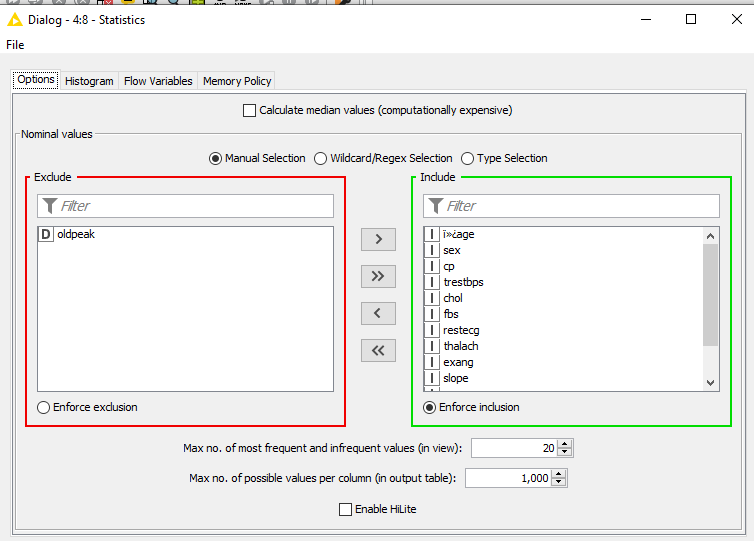 Dialog - 4:8 - Statistics
File
Options Histogram Flow Variables Memory Policy
Calculate median values (computationally expensive)
Nominal values
Manual Selection Wildcard/Regex Selection Type Selection
Exclude
Filter
D oldpeak
Enforce exclusion
>
>>
<
<<
Include
Filter
I ï»¿age
I sex
I cp
I trestbps
I chol
I fbs
I restecg
I thalach
I exang
I slope
Enforce inclusion
Max no. of most frequent and infrequent values (in view): 20
Max no. of possible values per column (in output table): 1,000
Enable HiLite